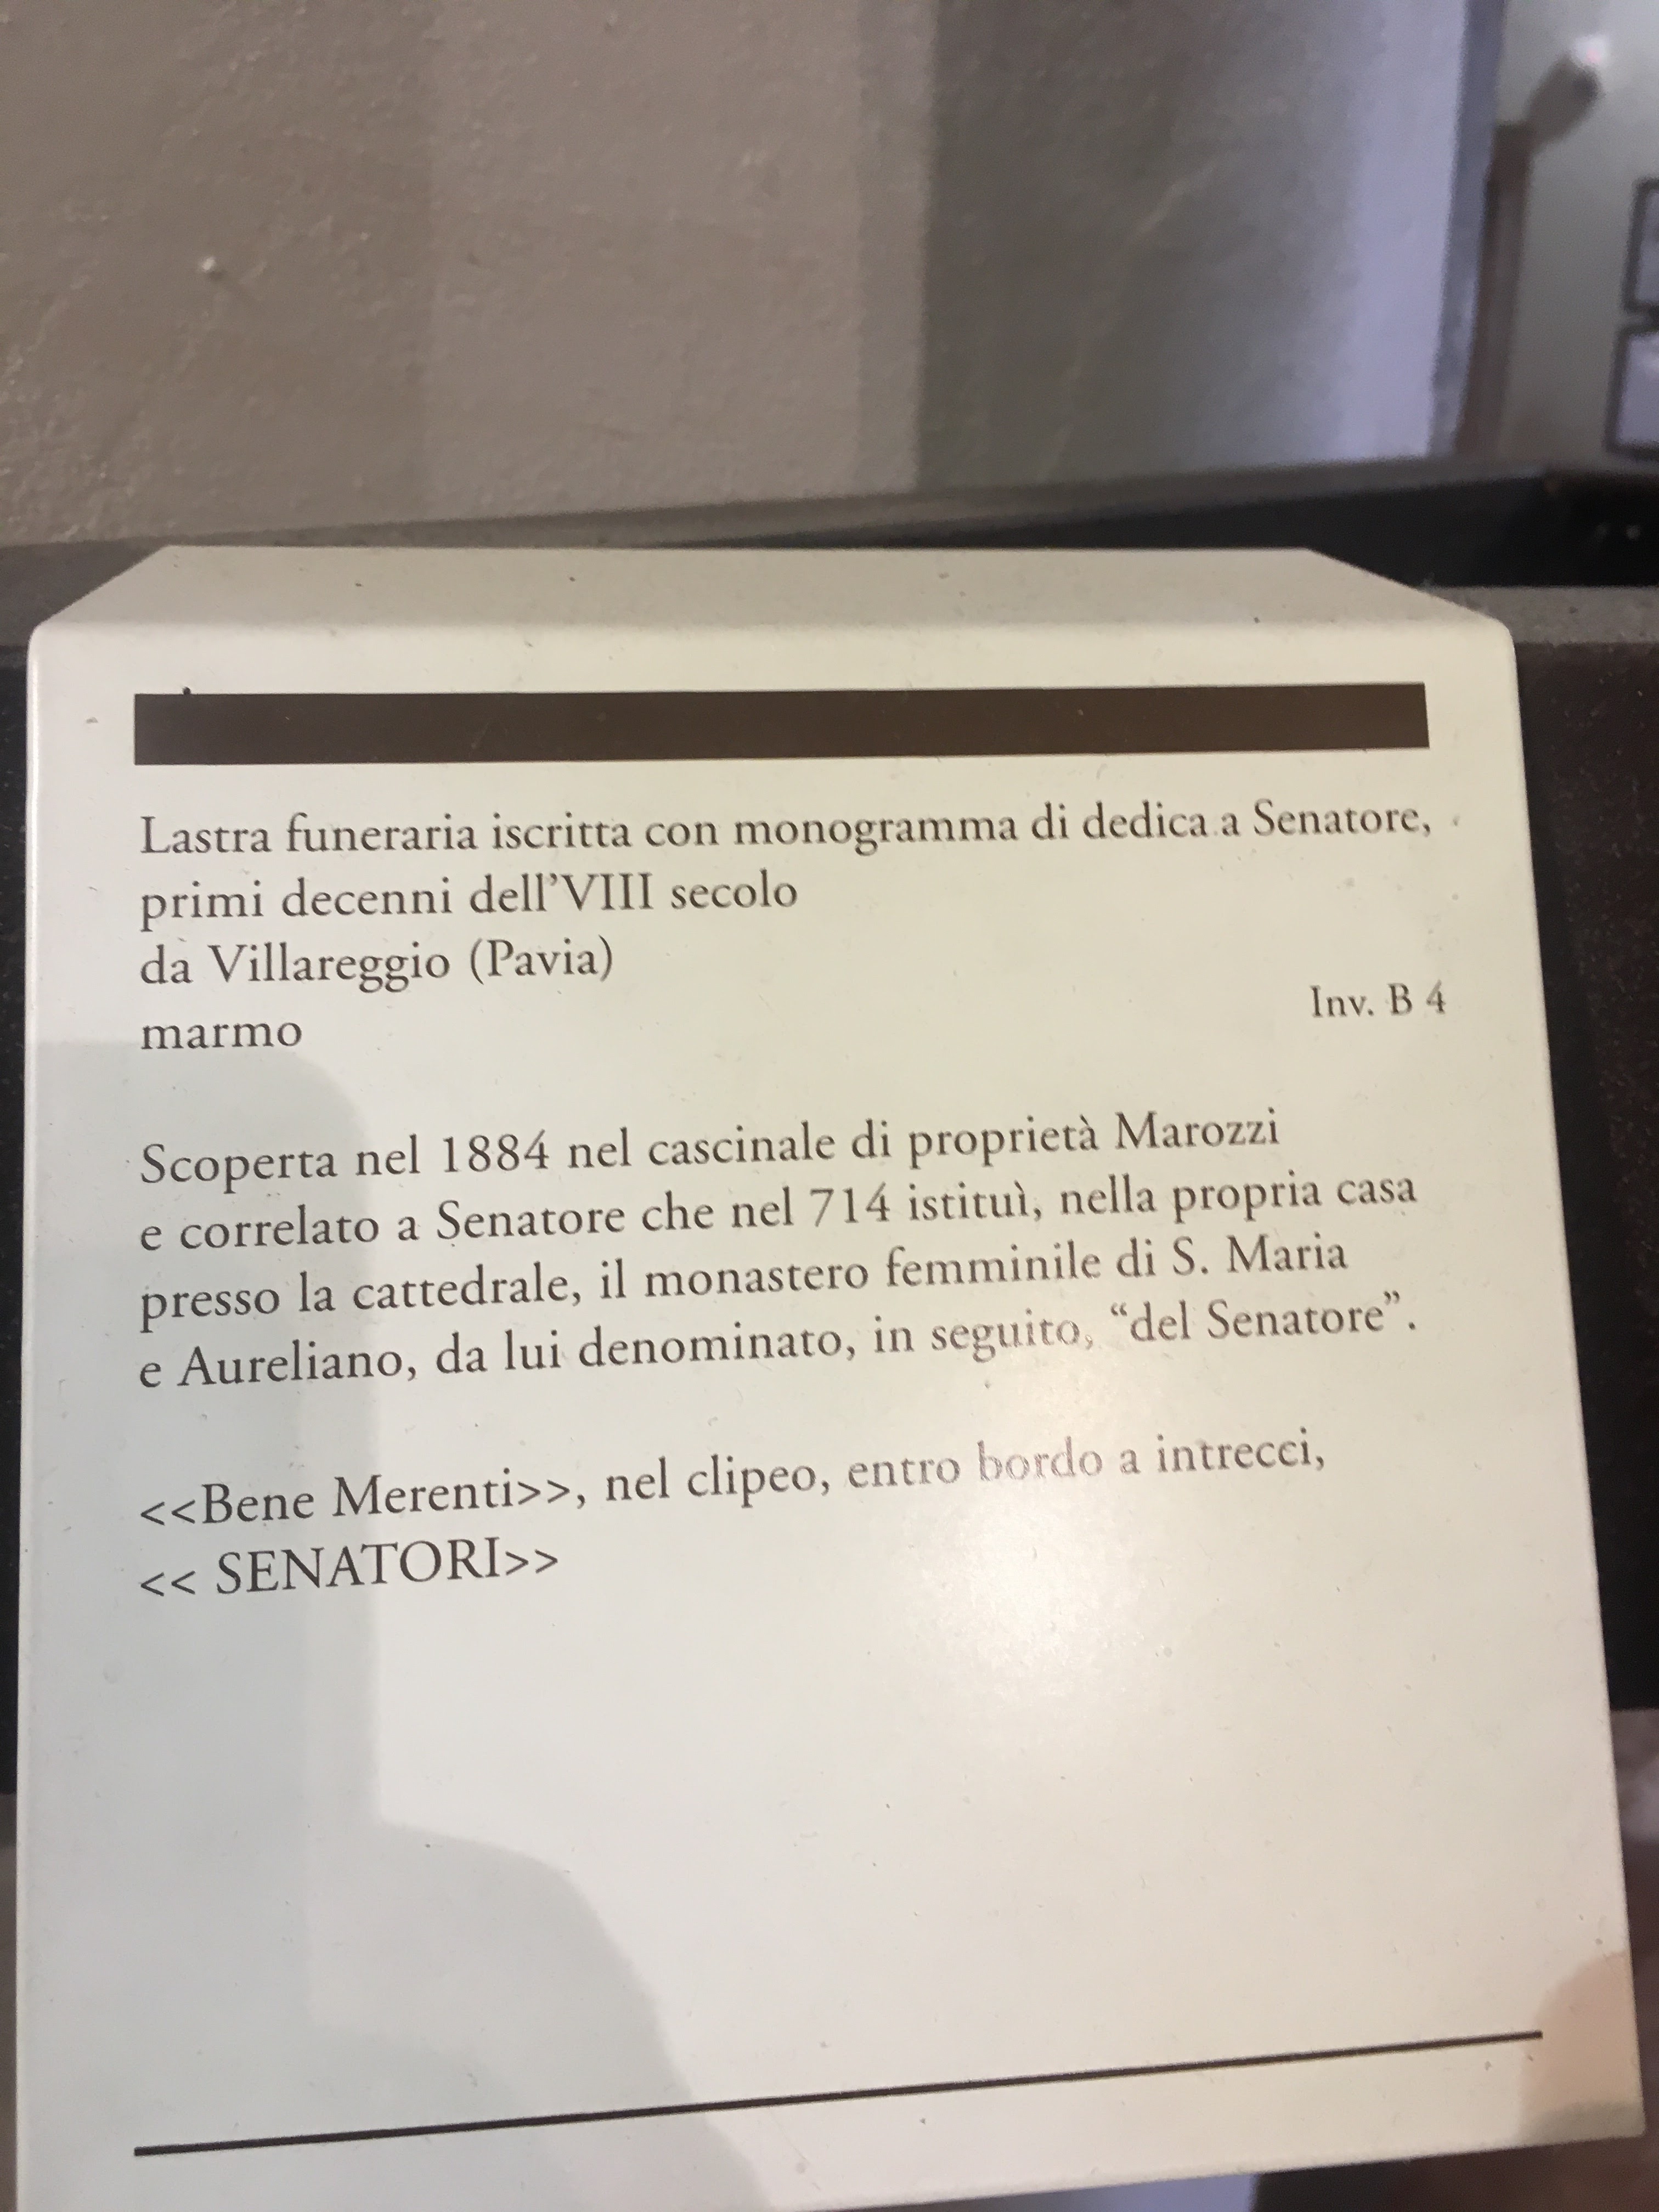 Lastra funeraria iscritta con monogramma di dedica a Senatore,
primi decenni dell'VIII secolo
da Villareggio (Pavia)
marmo
Inv. B 4
Scoperta nel 1884 nel cascinale di proprietà Marozzi
e correlato a Senatore che nel 714 istituì, nella propria casa
presso la cattedrale, il monastero femminile di S. Maria
e Aureliano, da lui denominato, in seguito, “del Senatore”.
<<Bene Merenti>>, nel clipeo, entro bordo a intrecci,
<< SENATORI>>